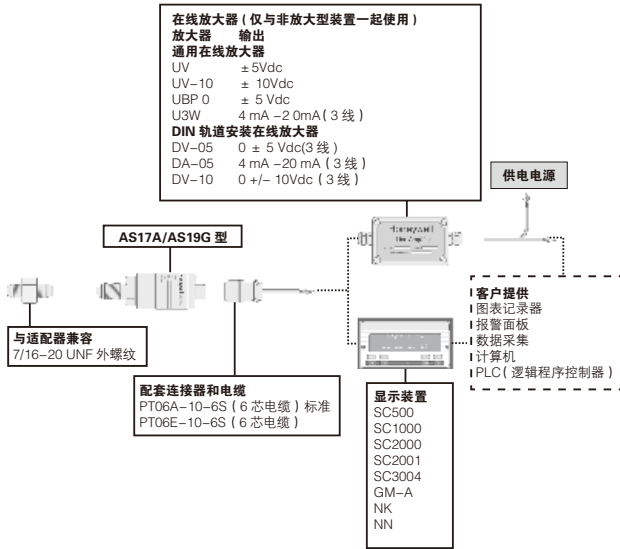 在线放大器(仅与非放大型装置一起使用)
放大器 输出
通用在线放大器
UV ±5Vdc
UV-10 ± 10Vdc
UBP 0 ± 5 Vdc
U3W 4 mA -2 0mA(3 线)
DIN 轨道安装在线放大器
DV-05 0 ± 5 Vdc(3 线)
DA-05 4 mA -20 mA (3 线)
DV-10 0 +/- 10Vdc (3 线)
供电电源
Honeywell
AS17A/AS19G 型
与适配器兼容
7/16-20 UNF 外螺纹
配套连接器和电缆
PT06A-10-6S(6 芯电缆)标准
PT06E-10-6S(6 芯电缆)
客户提供
图表记录器
报警面板
数据采集
计算机
PLC(逻辑程序控制器)
显示装置
SC500
SC1000
SC2000
SC2001
SC3004
GM-A
NK
NN